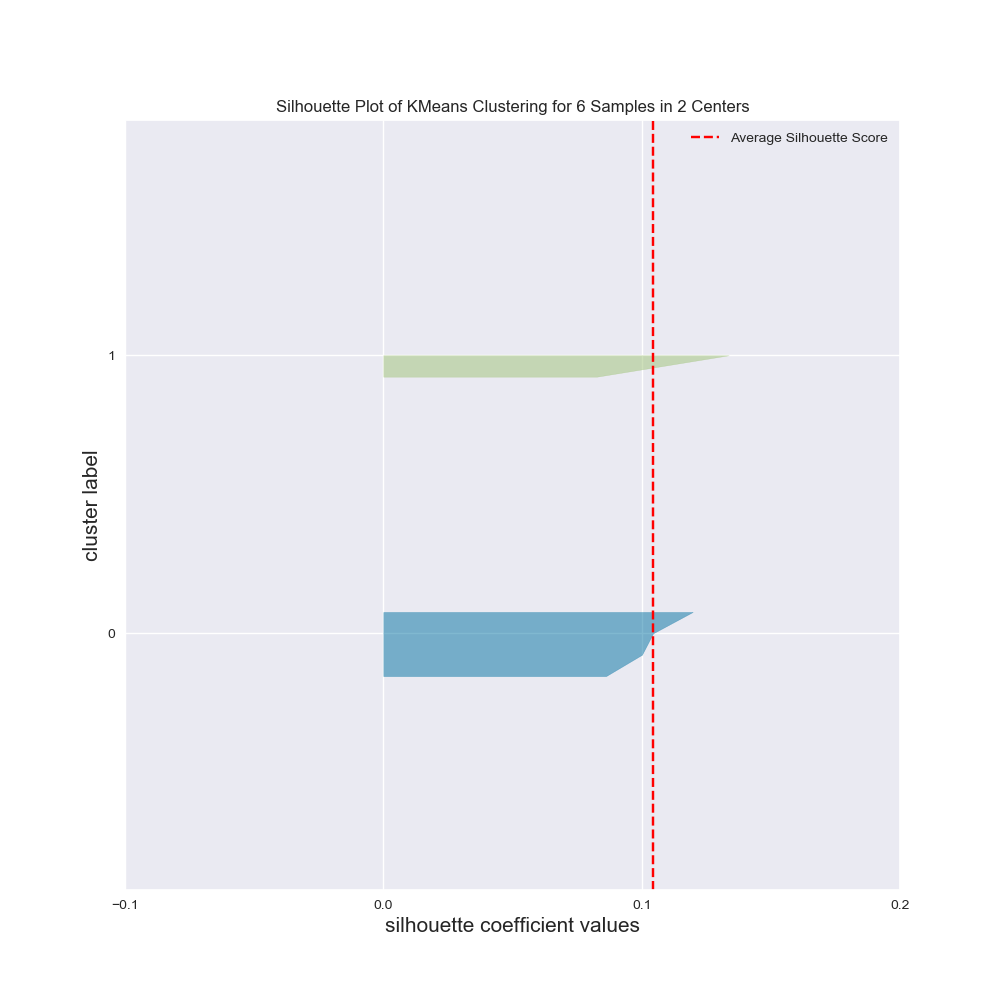 Silhouette Plot of KMeans Clustering for 6 Samples in 2 Centers
Average Silhouette Score
1
cluster label
0
−0.1
0.0
0.1
0.2
silhouette coefficient values